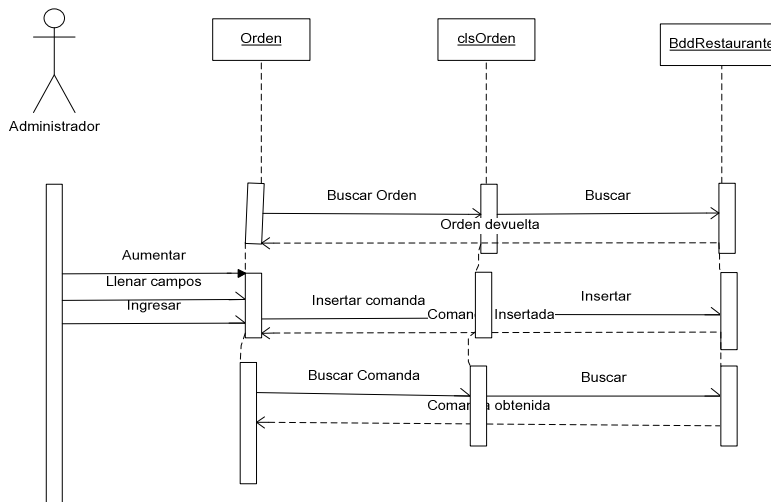 Orden
clsOrden
BddRestaurante
Administrador
Buscar Orden
Buscar
Orden devuelta
Aumentar
Llenar campos
Ingresar
Insertar comanda
Insertar
Comand Insertada
Buscar Comanda
Buscar
Comanda obtenida